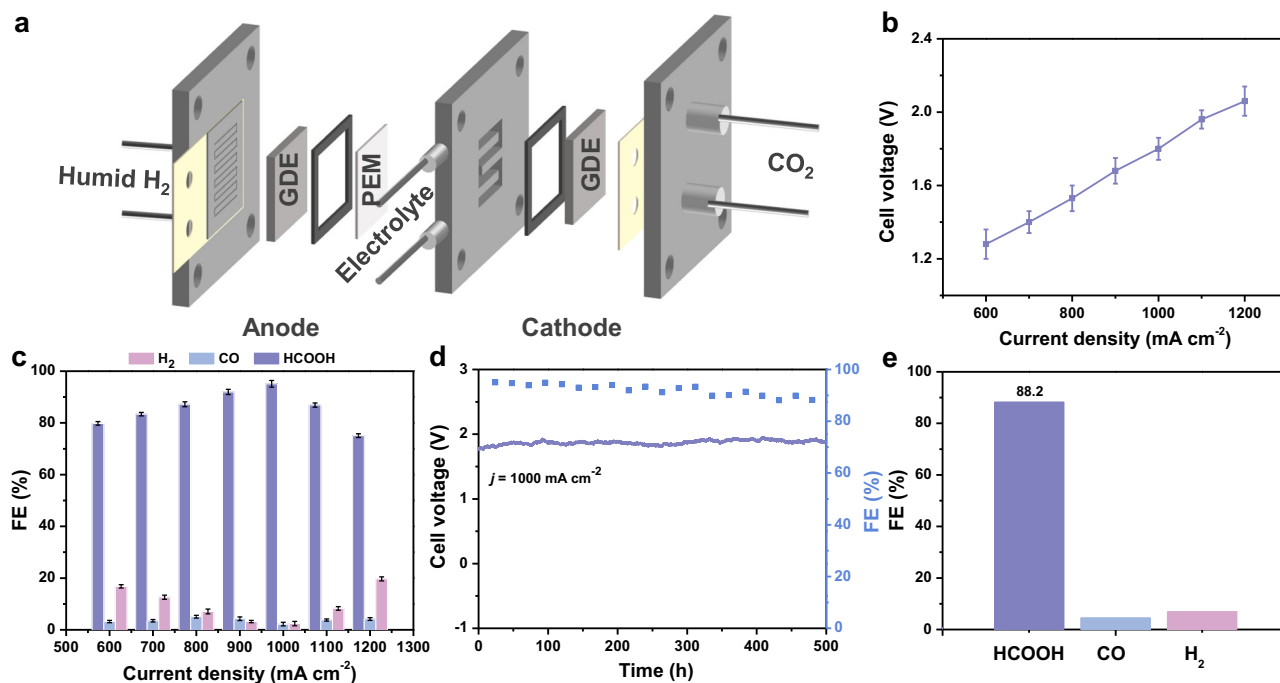 a
Humid H₂
GDE
PEM
Electrolyte
GDE
CO₂
Anode
Cathode
b
Cell voltage (V)
2.4
2.0
1.6
1.2
600
800
1000
1200
Current density (mA cm⁻²)
c
H₂
CO
HCOOH
FE (%)
100
80
60
40
20
0
500
600
700
800
900
1000
1100
1200
1300
Current density (mA cm⁻²)
d
Cell voltage (V)
3
2
1
0
-1
j = 1000 mA cm⁻²
0
100
200
300
400
500
Time (h)
100
80
60
40
20
0
FE (%)
e
FE (%)
100
80
60
40
20
0
88.2
HCOOH
CO
H₂